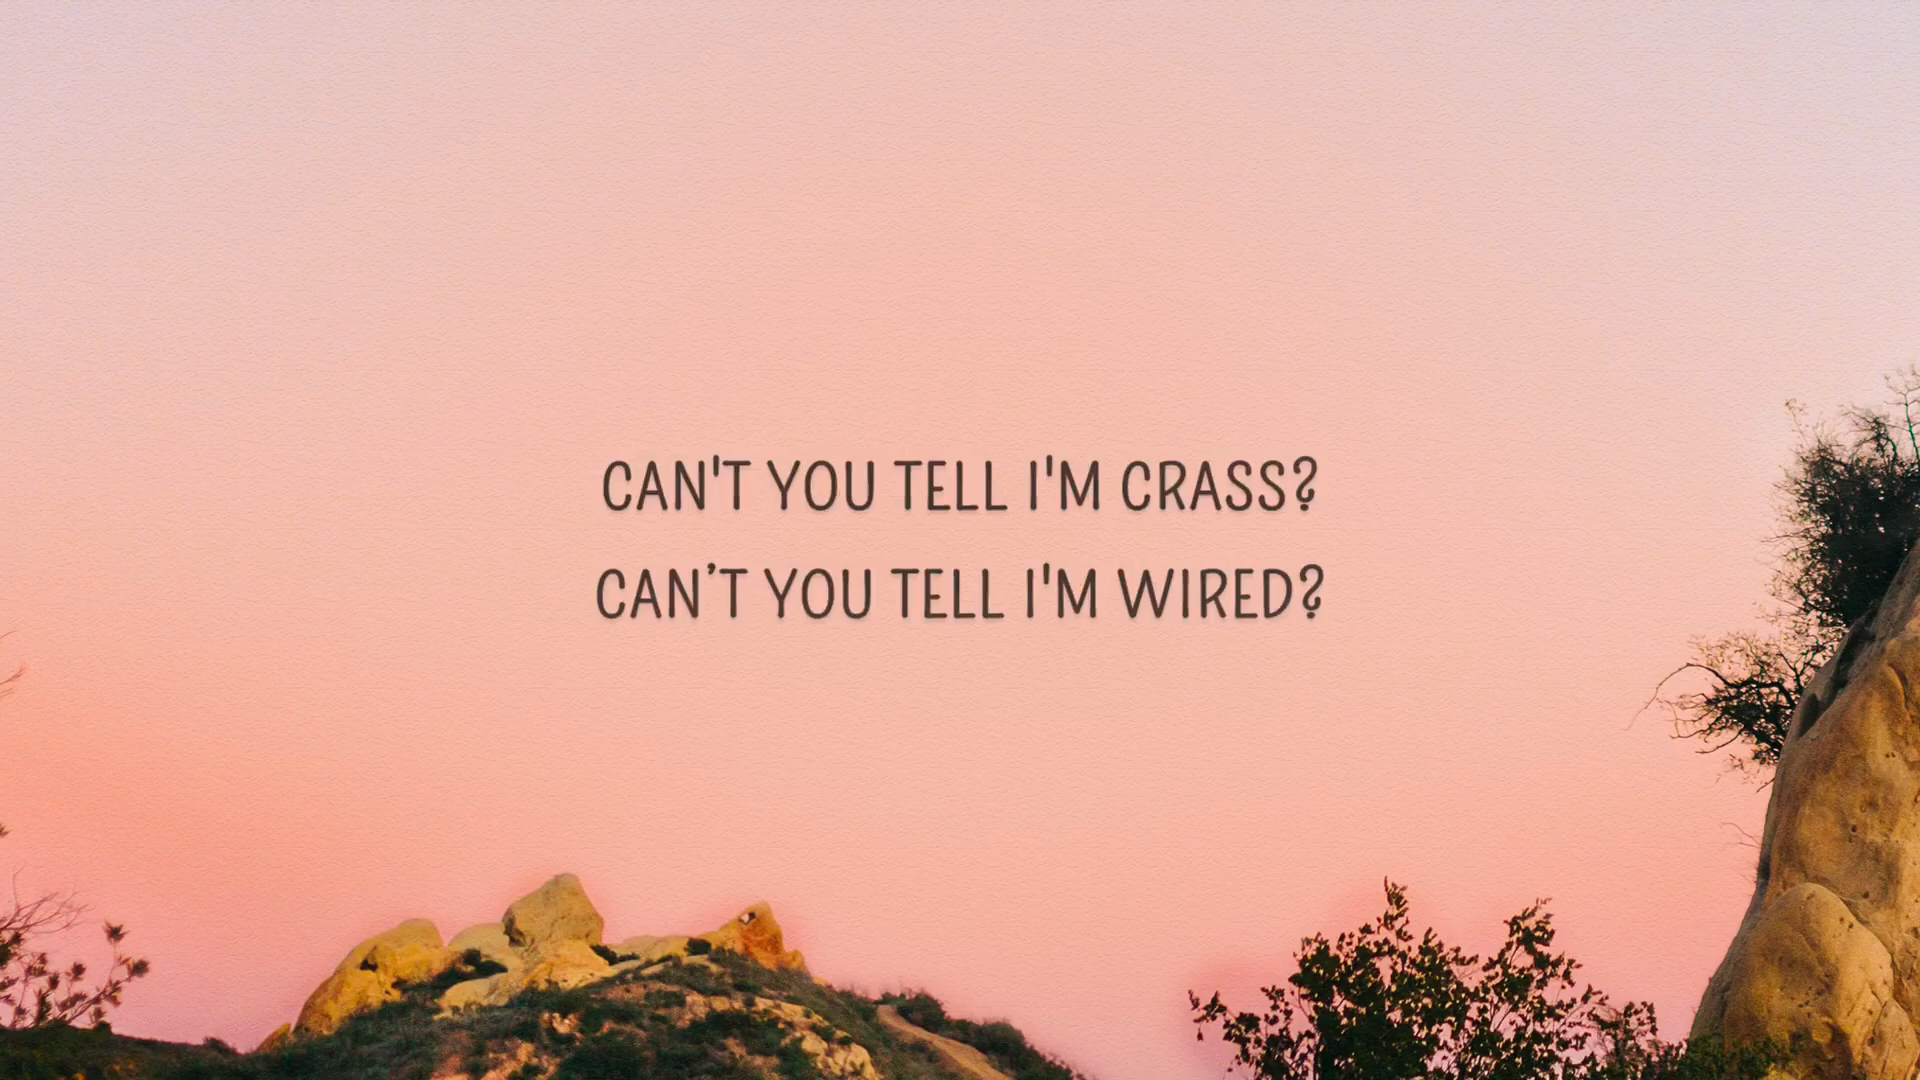 CAN'T YOU TELL I'M CRASS?
CAN’T YOU TELL I'M WIRED?